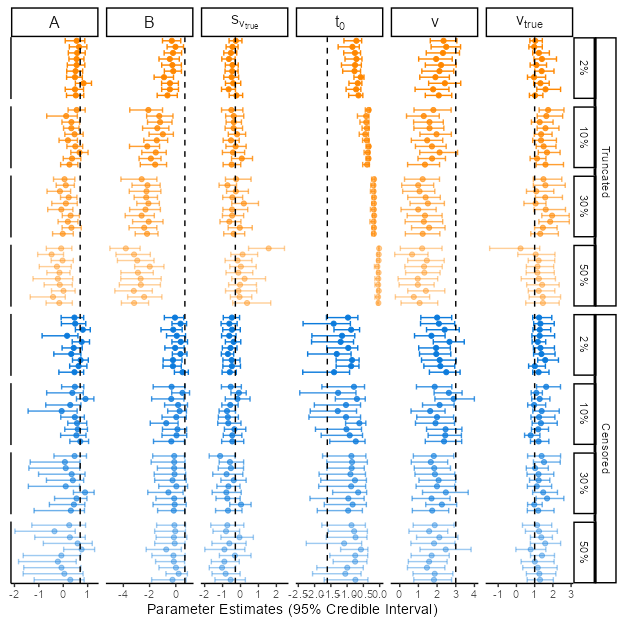 A B s_v_true t_0 v v_true
2%
10%
30%
50%
Truncated
2%
10%
30%
50%
Censored
-2 -1 0 1 -4 -2 0 -2 -1 0 1 2 -2.5 -2.0 -1.5 -1.0 -0.5 0.0 0 1 2 3 4 -1 0 1 2 3
Parameter Estimates (95% Credible Interval)